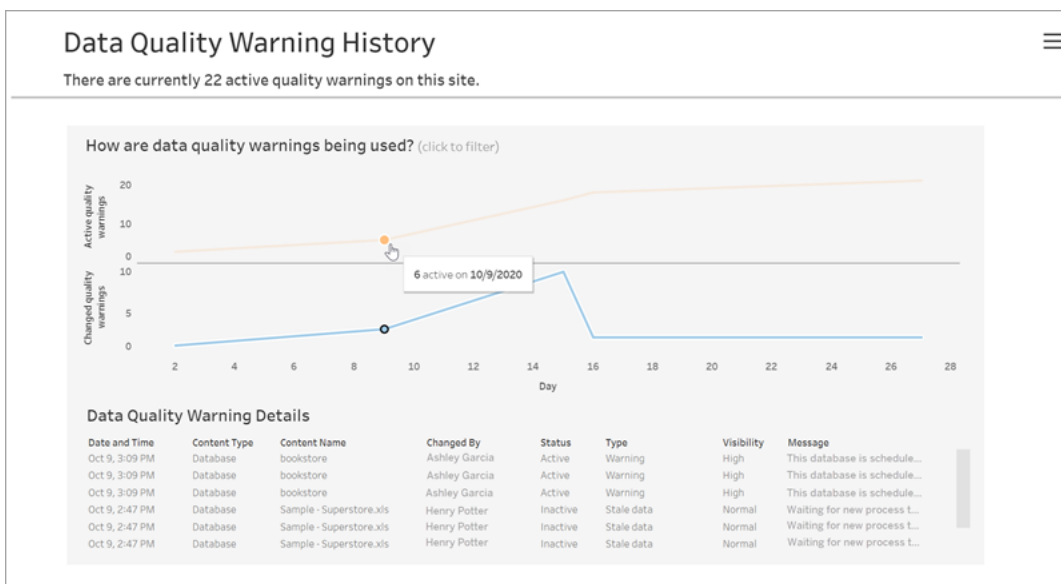 Data Quality Warning History
There are currently 22 active quality warnings on this site.
How are data quality warnings being used? (click to filter)
Active quality
warnings
20
10
0
6 active on 10/9/2020
Changed quality
warnings
10
5
0
2 4 6 8 10 12 14 16 18 20 22 24 26 28
Day
Data Quality Warning Details
Date and Time Content Type Content Name Changed By Status Type Visibility Message
Oct 9, 3:09 PM Database bookstore Ashley Garcia Active Warning High This database is schedule...
Oct 9, 3:09 PM Database bookstore Ashley Garcia Active Warning High This database is schedule...
Oct 9, 3:09 PM Database bookstore Ashley Garcia Active Warning High This database is schedule...
Oct 9, 2:47 PM Database Sample - Superstore.xls Henry Potter Inactive Stale data Normal Waiting for new process t...
Oct 9, 2:47 PM Database Sample - Superstore.xls Henry Potter Inactive Stale data Normal Waiting for new process t...
Oct 9, 2:47 PM Database Sample - Superstore.xls Henry Potter Inactive Stale data Normal Waiting for new process t...